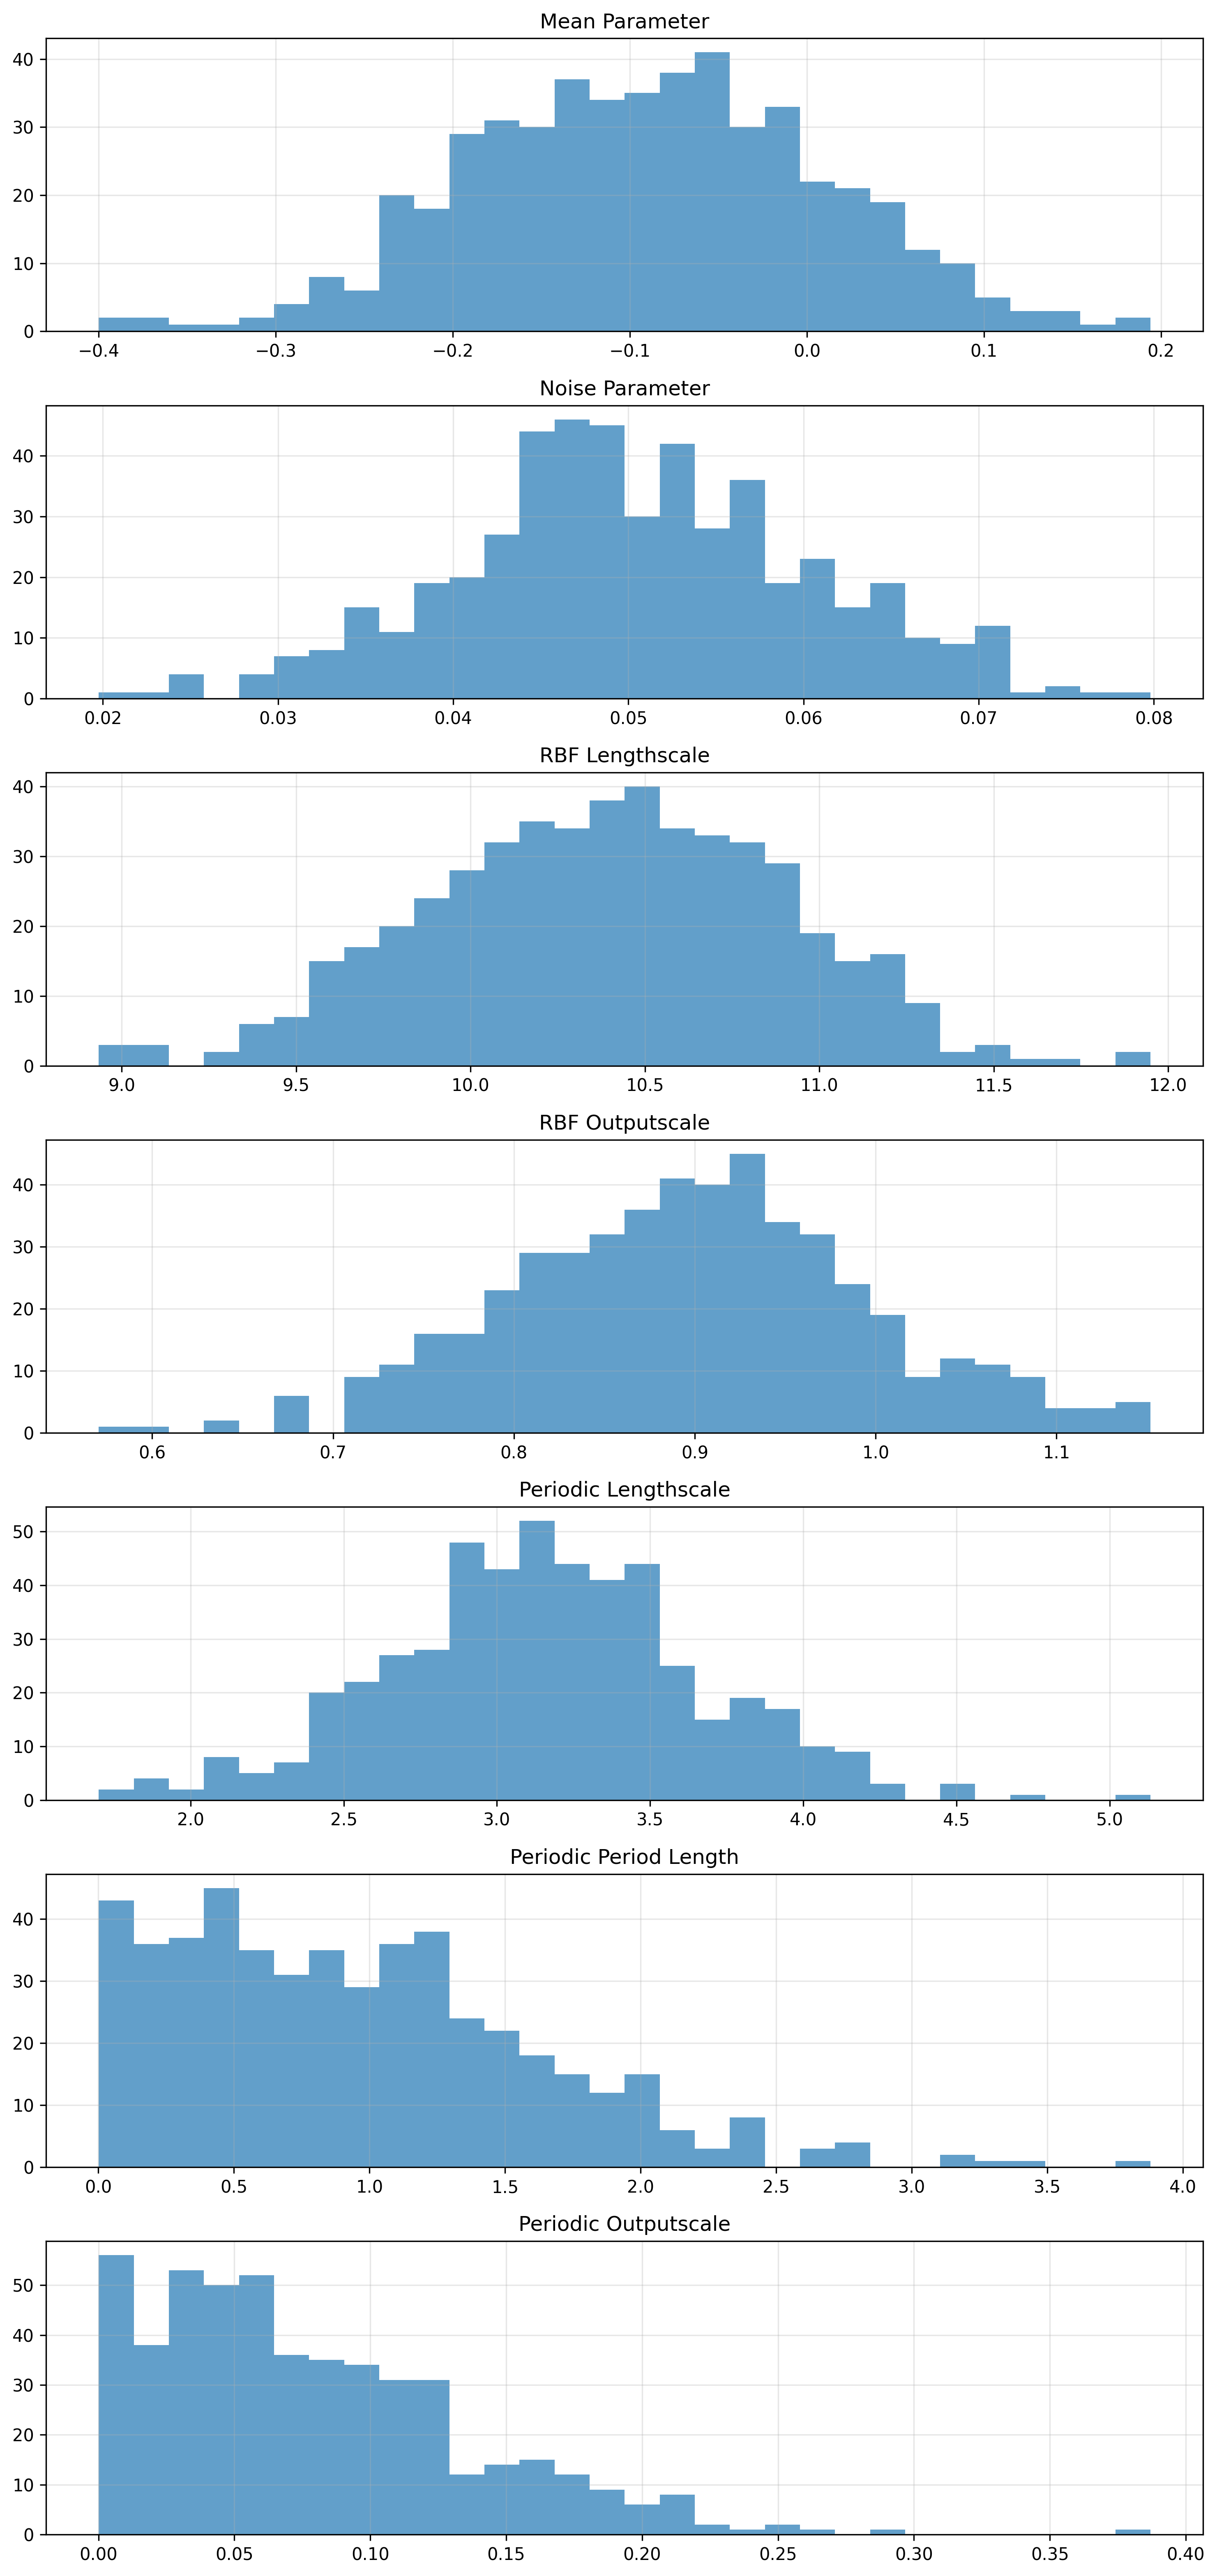 Mean Parameter
40
30
20
10
0
−0.4 −0.3 −0.2 −0.1 0.0 0.1 0.2
Noise Parameter
40
30
20
10
0
0.02 0.03 0.04 0.05 0.06 0.07 0.08
RBF Lengthscale
40
30
20
10
0
9.0 9.5 10.0 10.5 11.0 11.5 12.0
RBF Outputscale
40
30
20
10
0
0.6 0.7 0.8 0.9 1.0 1.1
Periodic Lengthscale
50
40
30
20
10
0
2.0 2.5 3.0 3.5 4.0 4.5 5.0
Periodic Period Length
40
30
20
10
0
0.0 0.5 1.0 1.5 2.0 2.5 3.0 3.5 4.0
Periodic Outputscale
50
40
30
20
10
0
0.00 0.05 0.10 0.15 0.20 0.25 0.30 0.35 0.40